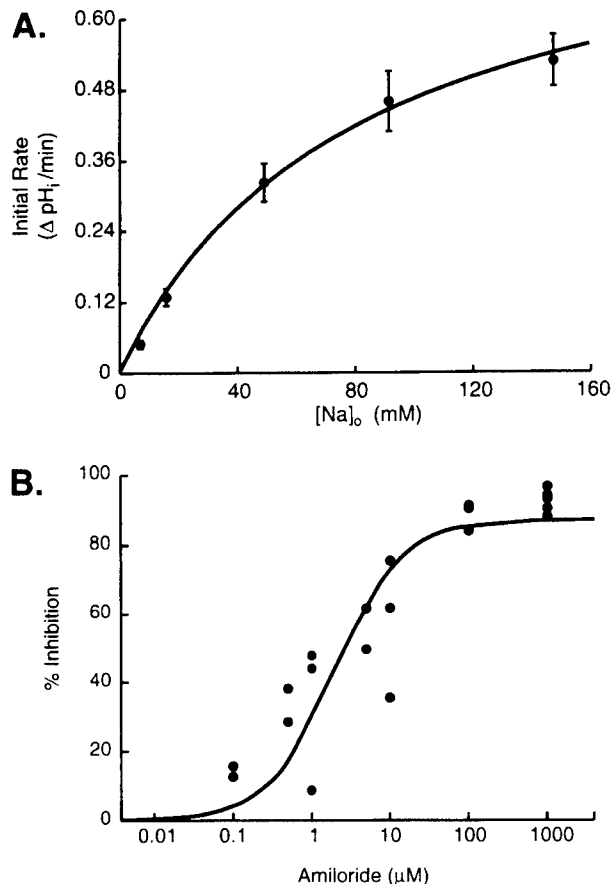 A.
Initial Rate
(Δ pHᵢ/min)
0.60
0.48
0.36
0.24
0.12
0
0 40 80 120 160
[Na]ₒ (mM)
B.
% Inhibition
100
80
60
40
20
0
0.01 0.1 1 10 100 1000
Amiloride (μM)